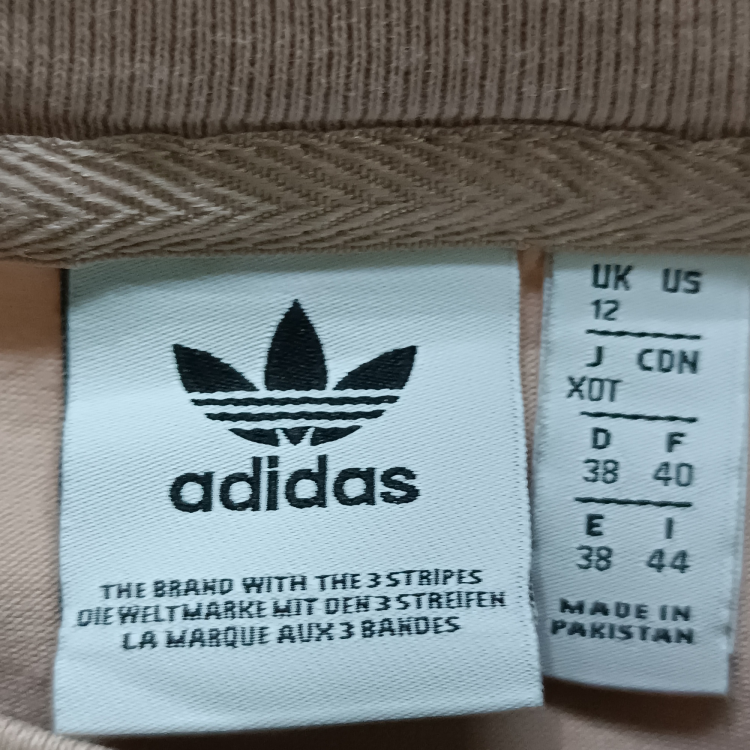 adidas
THE BRAND WITH THE 3 STRIPES
DIE WELTMARKE MIT DEN 3 STREIFEN
LA MARQUE AUX 3 BANDES
UK US
12
J CDN
XOT
D F
38 40
E I
38 44
MADE IN
PAKISTAN